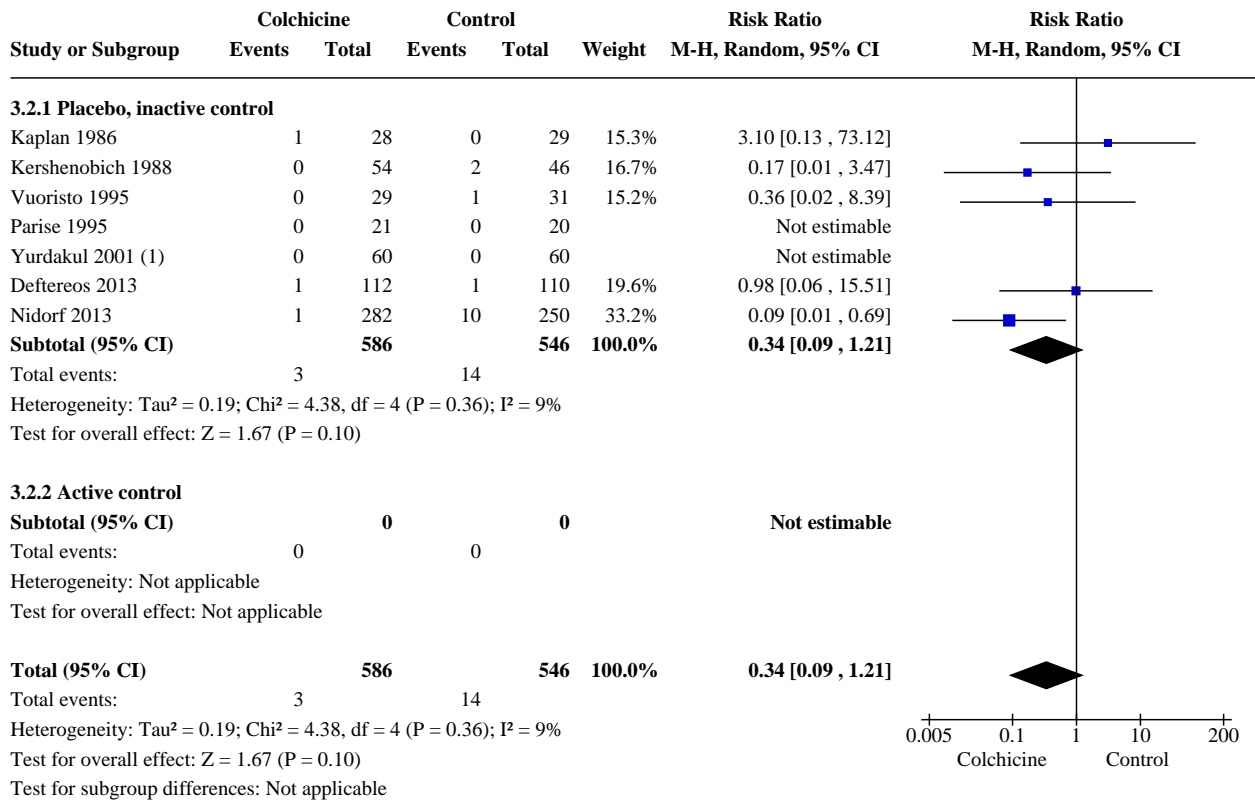 Colchicine Control Risk Ratio Risk Ratio
Study or Subgroup Events Total Events Total Weight M-H, Random, 95% CI M-H, Random, 95% CI
3.2.1 Placebo, inactive control
Kaplan 1986 1 28 0 29 15.3% 3.10 [0.13 , 73.12]
Kershenobich 1988 0 54 2 46 16.7% 0.17 [0.01 , 3.47]
Vuoristo 1995 0 29 1 31 15.2% 0.36 [0.02 , 8.39]
Parise 1995 0 21 0 20 Not estimable
Yurdakul 2001 (1) 0 60 0 60 Not estimable
Deftereos 2013 1 112 1 110 19.6% 0.98 [0.06 , 15.51]
Nidorf 2013 1 282 10 250 33.2% 0.09 [0.01 , 0.69]
Subtotal (95% CI) 586 546 100.0% 0.34 [0.09 , 1.21]
Total events: 3 14
Heterogeneity: Tau² = 0.19; Chi² = 4.38, df = 4 (P = 0.36); I² = 9%
Test for overall effect: Z = 1.67 (P = 0.10)
3.2.2 Active control
Subtotal (95% CI) 0 0 Not estimable
Total events: 0 0
Heterogeneity: Not applicable
Test for overall effect: Not applicable
Total (95% CI) 586 546 100.0% 0.34 [0.09 , 1.21]
Total events: 3 14
Heterogeneity: Tau² = 0.19; Chi² = 4.38, df = 4 (P = 0.36); I² = 9%
Test for overall effect: Z = 1.67 (P = 0.10)
Test for subgroup differences: Not applicable
0.005 0.1 1 10 200
Colchicine Control